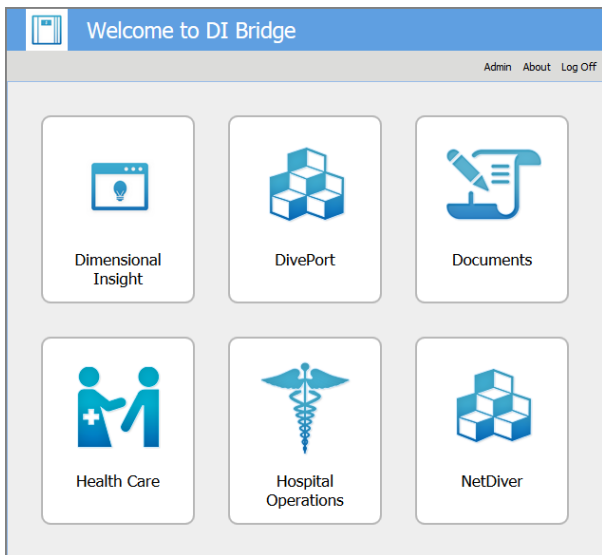 Welcome to DI Bridge
Admin About Log Off
Dimensional
Insight
DivePort
Documents
Health Care
Hospital
Operations
NetDiver